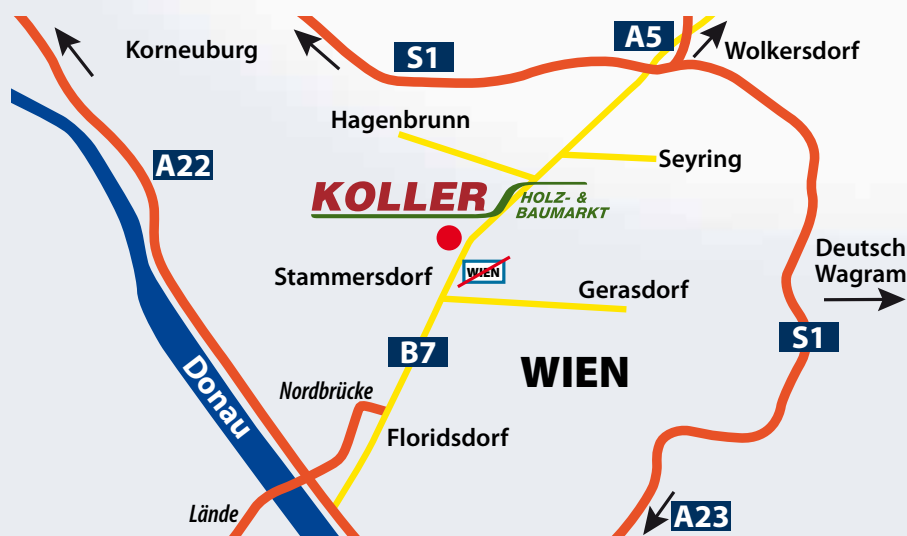 Korneuburg
S1
A5
Wolkersdorf
Hagenbrunn
A22
Seyring
KOLLER
HOLZ- &
BAUMARKT
Deutsch
Wagram
Stammersdorf
WIEN
Gerasdorf
S1
B7
WIEN
Donau
Nordbrücke
Floridsdorf
Lände
A23